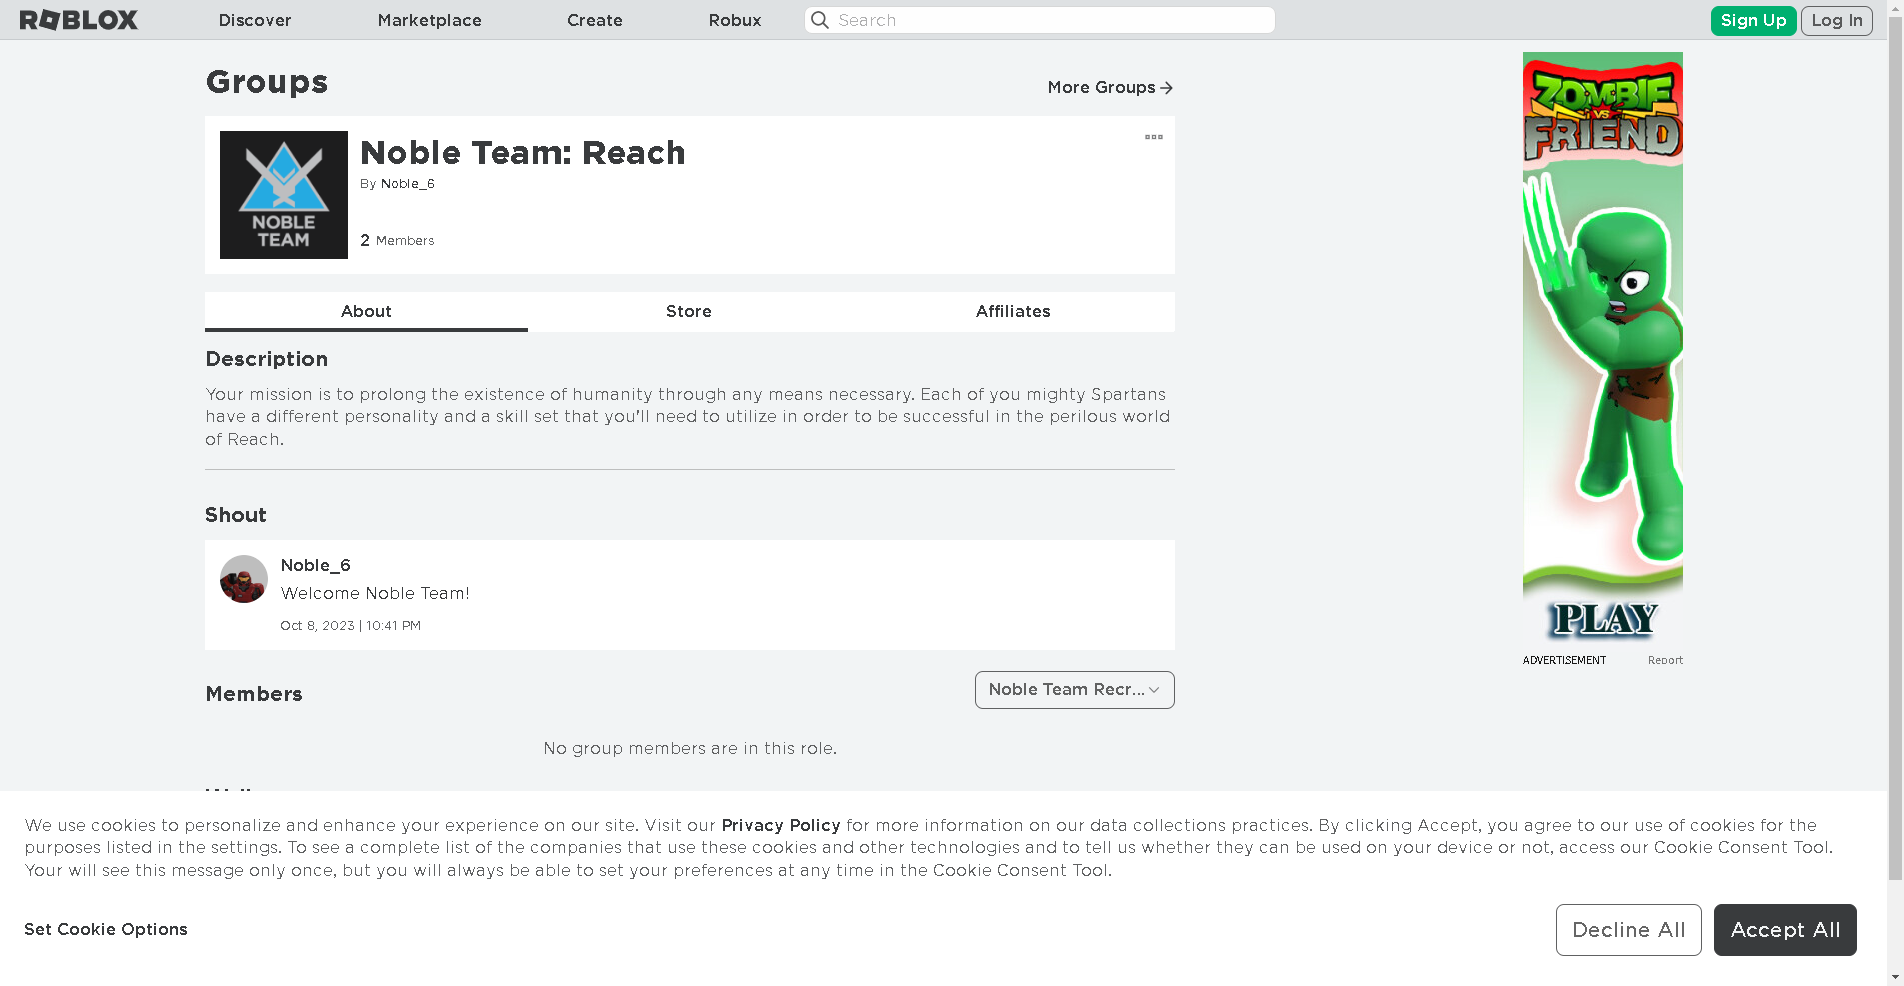 ROBLOX
Discover
Marketplace
Create
Robux
Search
Sign Up
Log In
Groups
More Groups
Noble Team: Reach
By Noble_6
2 Members
NOBLE
TEAM
About
Store
Affiliates
Description
Your mission is to prolong the existence of humanity through any means necessary. Each of you mighty Spartans
have a different personality and a skill set that you'll need to utilize in order to be successful in the perilous world
of Reach.
Shout
Noble_6
Welcome Noble Team!
Oct 8, 2023 | 10:41 PM
Members
Noble Team Recr...
No group members are in this role.
ZOMBIE
VS
FRIEND
PLAY
ADVERTISEMENT
Report
We use cookies to personalize and enhance your experience on our site. Visit our Privacy Policy for more information on our data collections practices. By clicking Accept, you agree to our use of cookies for the
purposes listed in the settings. To see a complete list of the companies that use these cookies and other technologies and to tell us whether they can be used on your device or not, access our Cookie Consent Tool.
Your will see this message only once, but you will always be able to set your preferences at any time in the Cookie Consent Tool.
Set Cookie Options
Decline All
Accept All